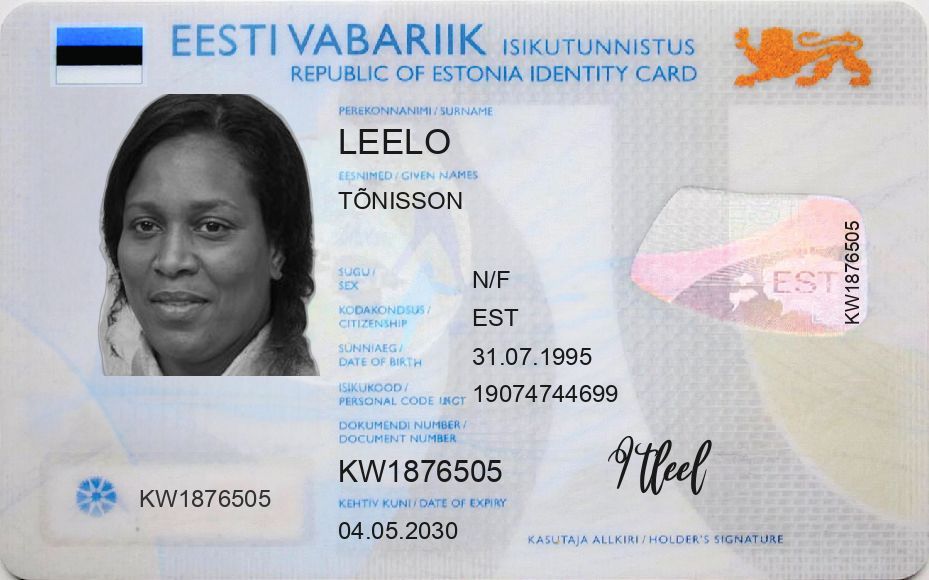 EESTI VABARIIK ISIKUTUNNISTUS
REPUBLIC OF ESTONIA IDENTITY CARD
PEREKONNANIMI / SURNAME
LEELO
EESNIMED / GIVEN NAMES
TÕNISSON
SUGU /
SEX
N/F
KODAKONDSUS /
CITIZENSHIP
EST
SÜNNIAEG /
DATE OF BIRTH
31.07.1995
ISIKUKOOD /
PERSONAL CODE
19074744699
DOKUMENDI NUMBER /
DOCUMENT NUMBER
KW1876505
KEHTIV KUNI / DATE OF EXPIRY
04.05.2030
KW1876505
EST
KW1876505
KASUTAJA ALLKIRI / HOLDER'S SIGNATURE